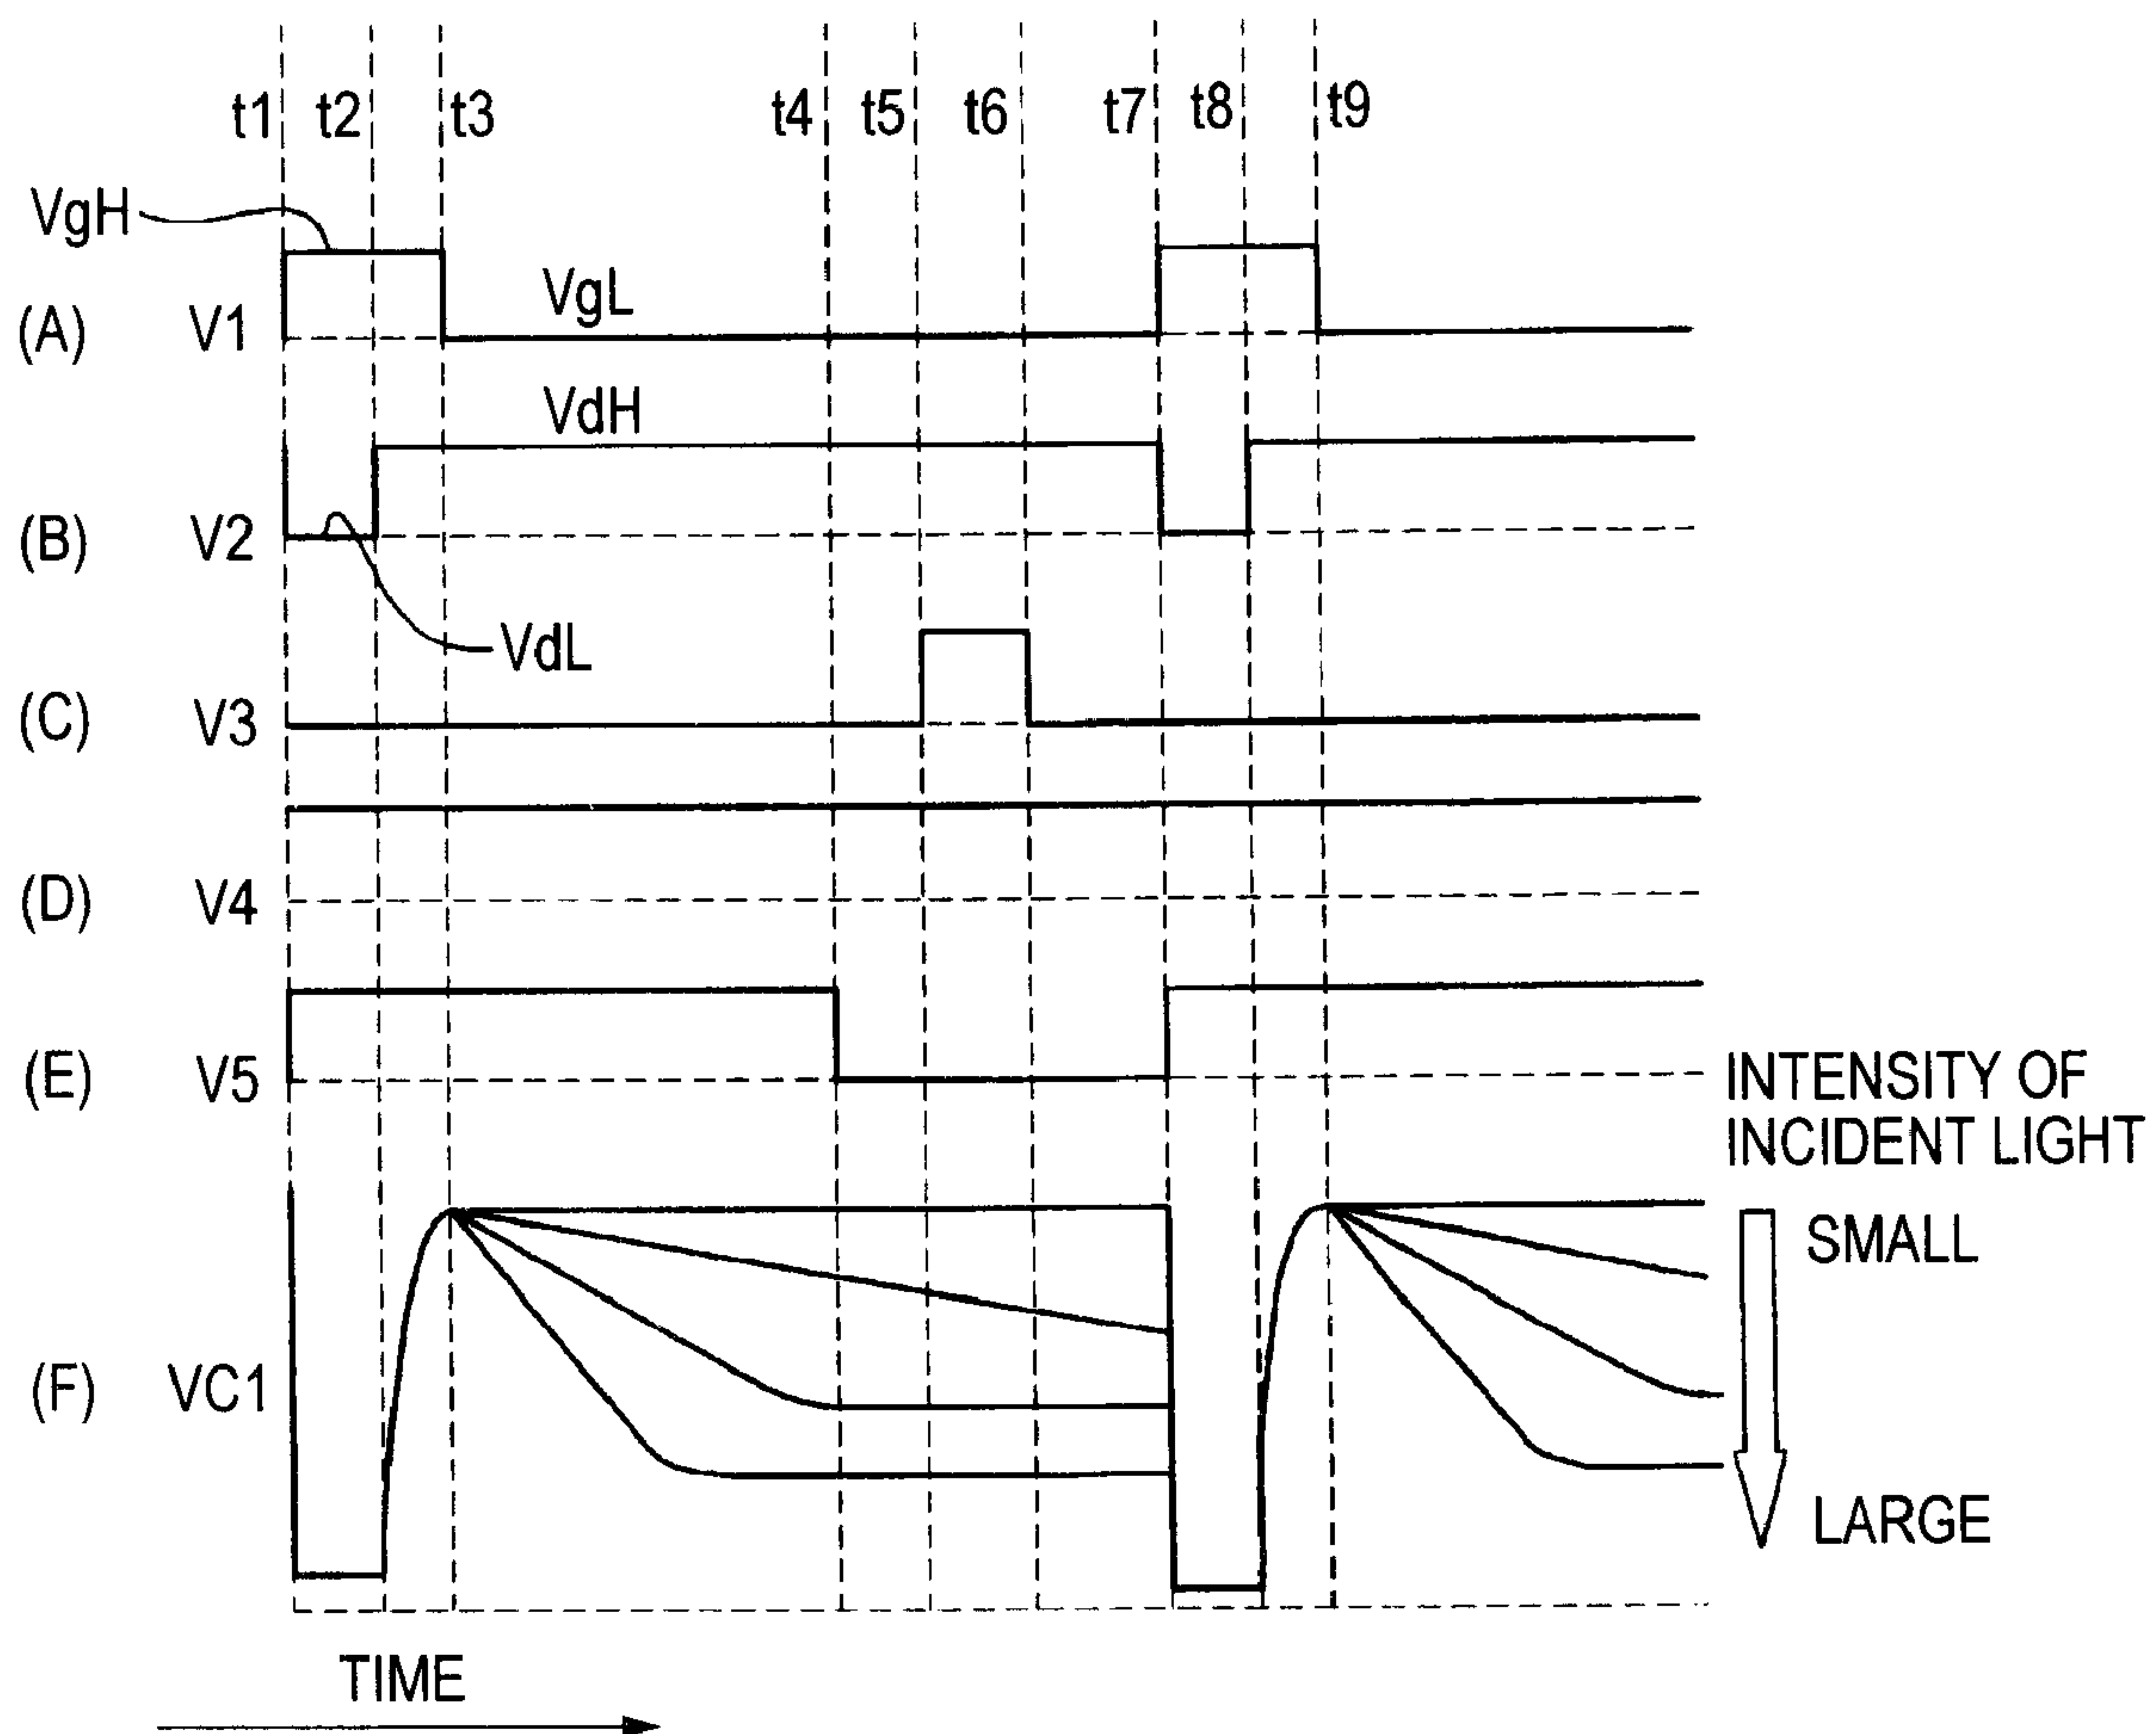 t1 t2 t3 t4 t5 t6 t7 t8 t9
VgH
VgL
(A) V1
VdH
(B) V2
VdL
(C) V3
(D) V4
(E) V5
INTENSITY OF
INCIDENT LIGHT
SMALL
(F) VC1
LARGE
TIME